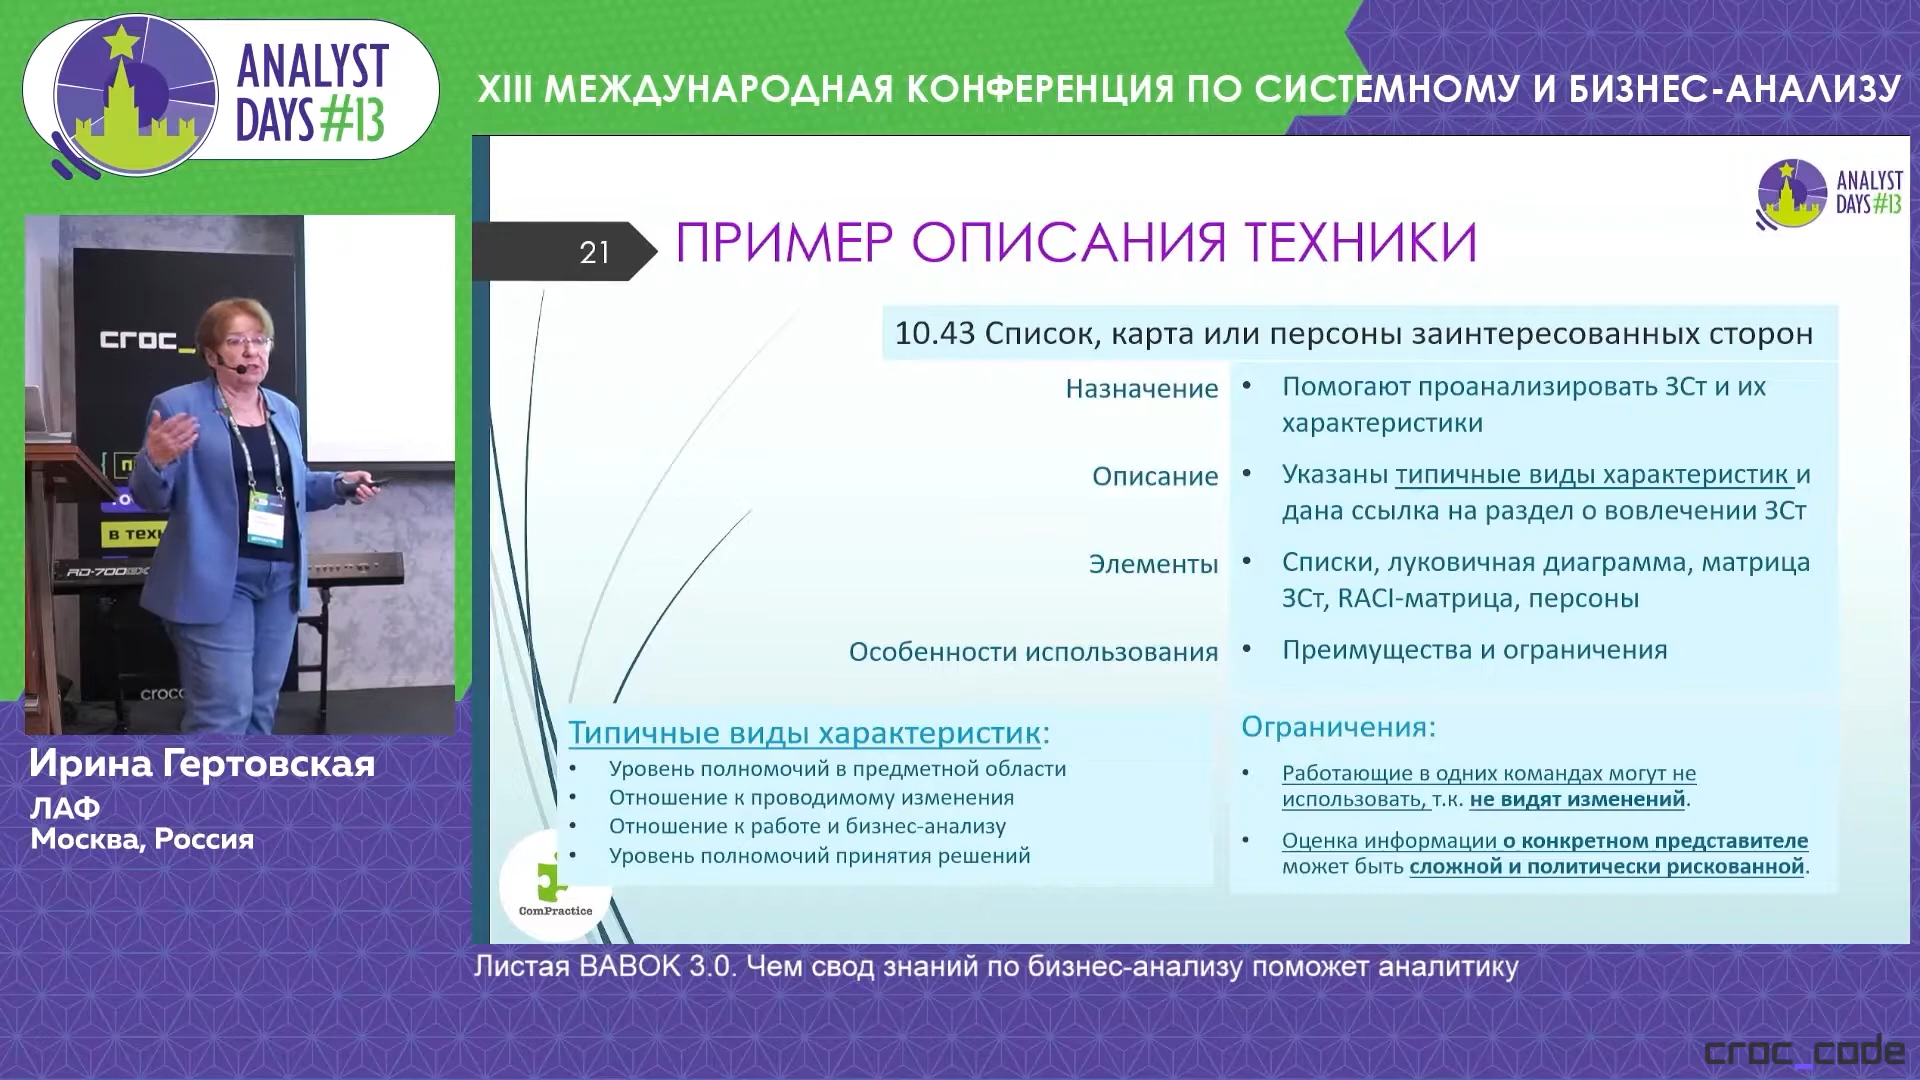 ANALYST
DAYS #13
XIII МЕЖДУНАРОДНАЯ КОНФЕРЕНЦИЯ ПО СИСТЕМНОМУ И БИЗНЕС-АНАЛИЗУ
ANALYST
DAYS#13
21
ПРИМЕР ОПИСАНИЯ ТЕХНИКИ
10.43 Список, карта или персоны заинтересованных сторон
Назначение
• Помогают проанализировать ЗСт и их
характеристики
Описание
• Указаны типичные виды характеристик и
дана ссылка на раздел о вовлечении ЗСт
Элементы
• Списки, луковичная диаграмма, матрица
ЗСт, RACI-матрица, персоны
Особенности использования
• Преимущества и ограничения
Типичные виды характеристик:
• Уровень полномочий в предметной области
• Отношение к проводимому изменения
• Отношение к работе и бизнес-анализу
• Уровень полномочий принятия решений
Ограничения:
• Работающие в одних командах могут не
использовать, т.к. не видят изменений.
• Оценка информации о конкретном представителе
может быть сложной и политически рискованной.
ComPractice
croc_
в техн
RD-700GX
croc
Ирина Гертовская
ЛАФ
Москва, Россия
Листая BABOK 3.0. Чем свод знаний по бизнес-анализу поможет аналитику
croc_code